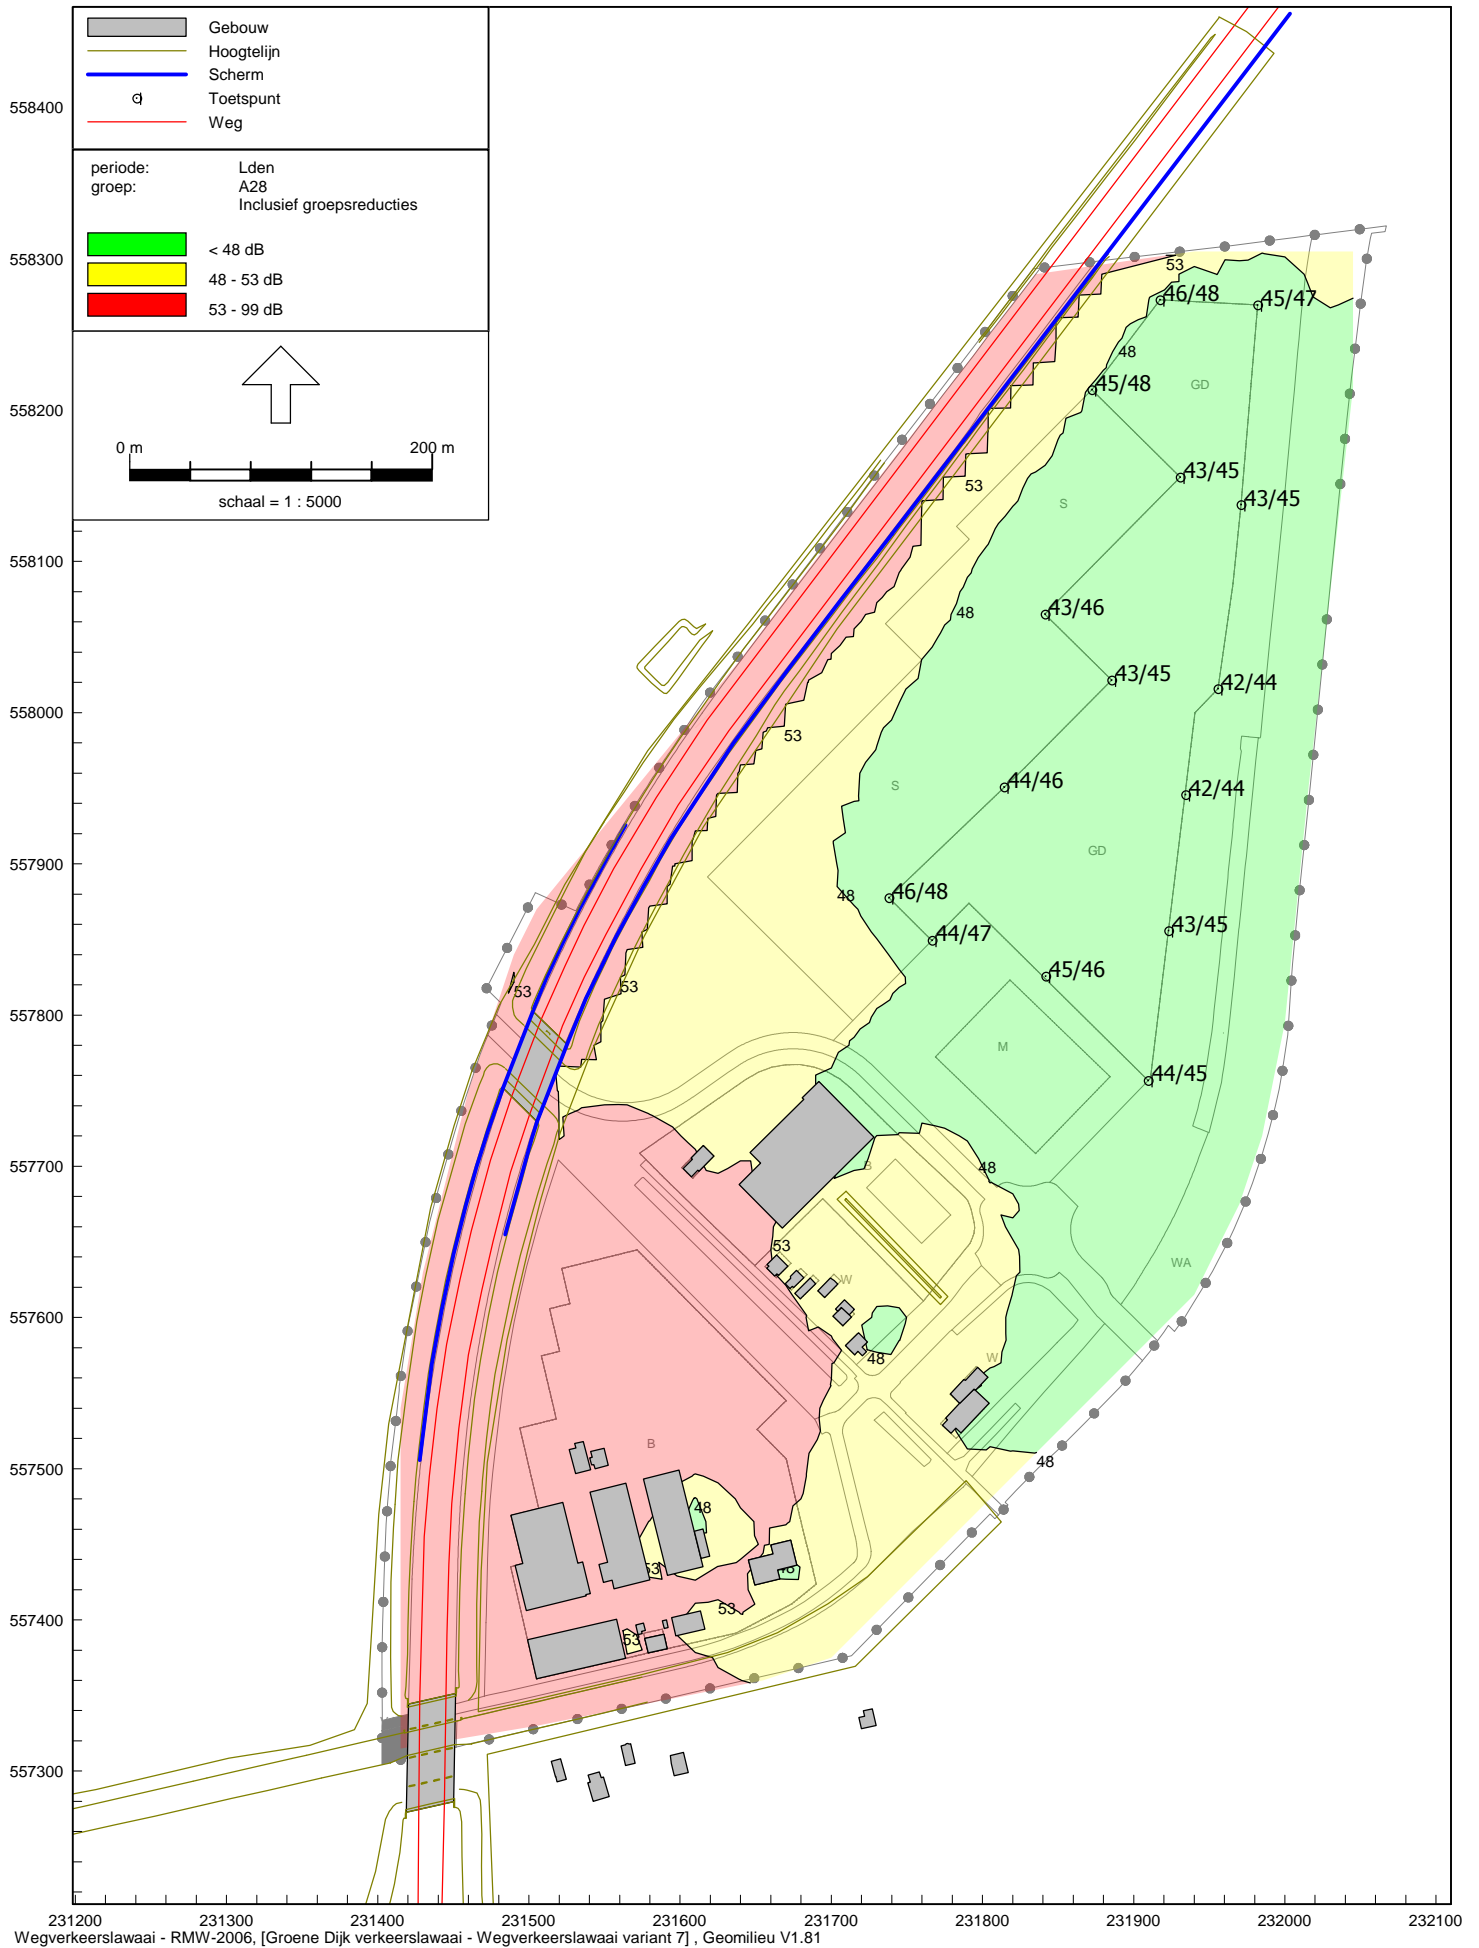 Gebouw
Hoogtelijn
Scherm
Toetspunt
Weg
periode: Lden
groep: A28
Inclusief groepsreducties
< 48 dB
48 - 53 dB
53 - 99 dB
0 m 200 m
schaal = 1 : 5000
558400
558300
558200
558100
558000
557900
557800
557700
557600
557500
557400
557300
53
46/48
45/47
48
45/48
GD
43/45
53
43/45
S
48
43/46
43/45
42/44
53
44/46
S
42/44
GD
48
46/48
44/47
43/45
45/46
53
53
M
44/45
B
48
53
W
WA
48
W
B
48
48
53
48
53
53
231200 231300 231400 231500 231600 231700 231800 231900 232000 232100
Wegverkeerslawaai - RMW-2006, [Groene Dijk verkeerslawaai - Wegverkeerslawaai variant 7] , Geomilieu V1.81